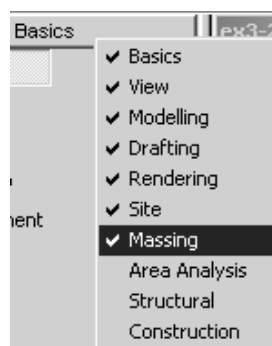 Basics
ex3-2
✔ Basics
✔ View
✔ Modelling
✔ Drafting
✔ Rendering
✔ Site
ment
✔ Massing
Area Analysis
Structural
Construction